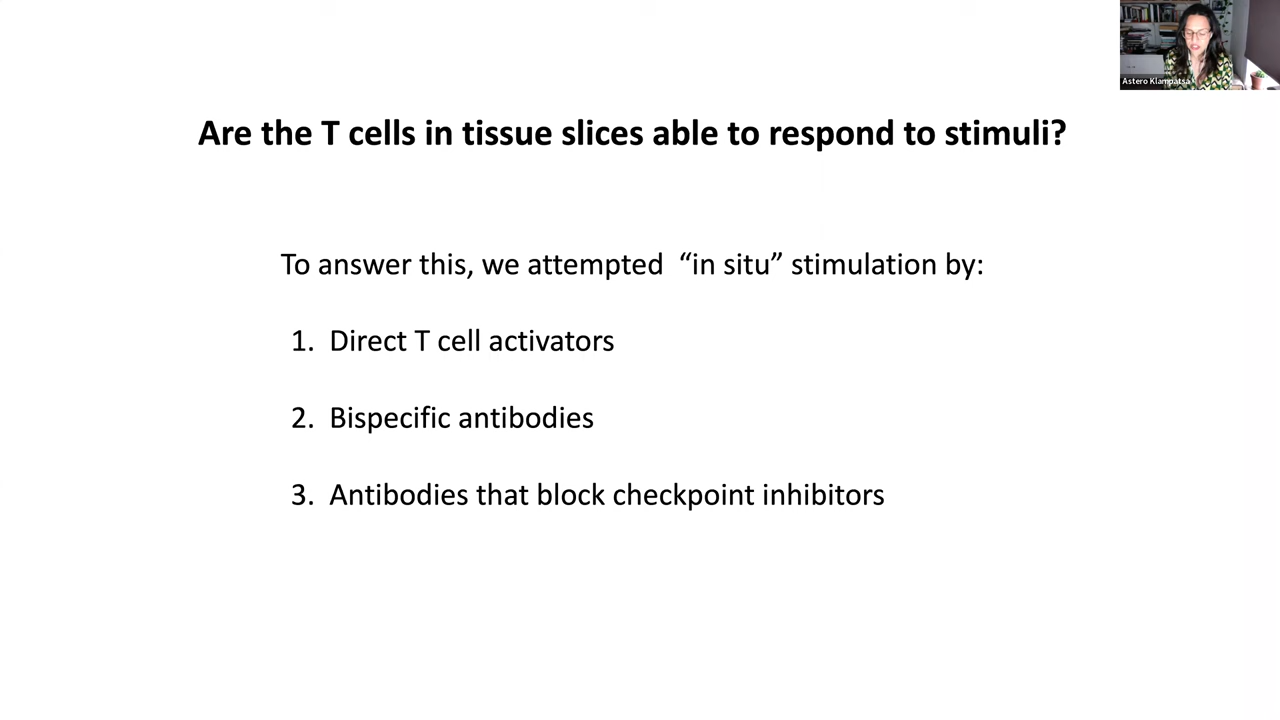 Astero Klampatsa
Are the T cells in tissue slices able to respond to stimuli?
To answer this, we attempted “in situ” stimulation by:
1. Direct T cell activators
2. Bispecific antibodies
3. Antibodies that block checkpoint inhibitors